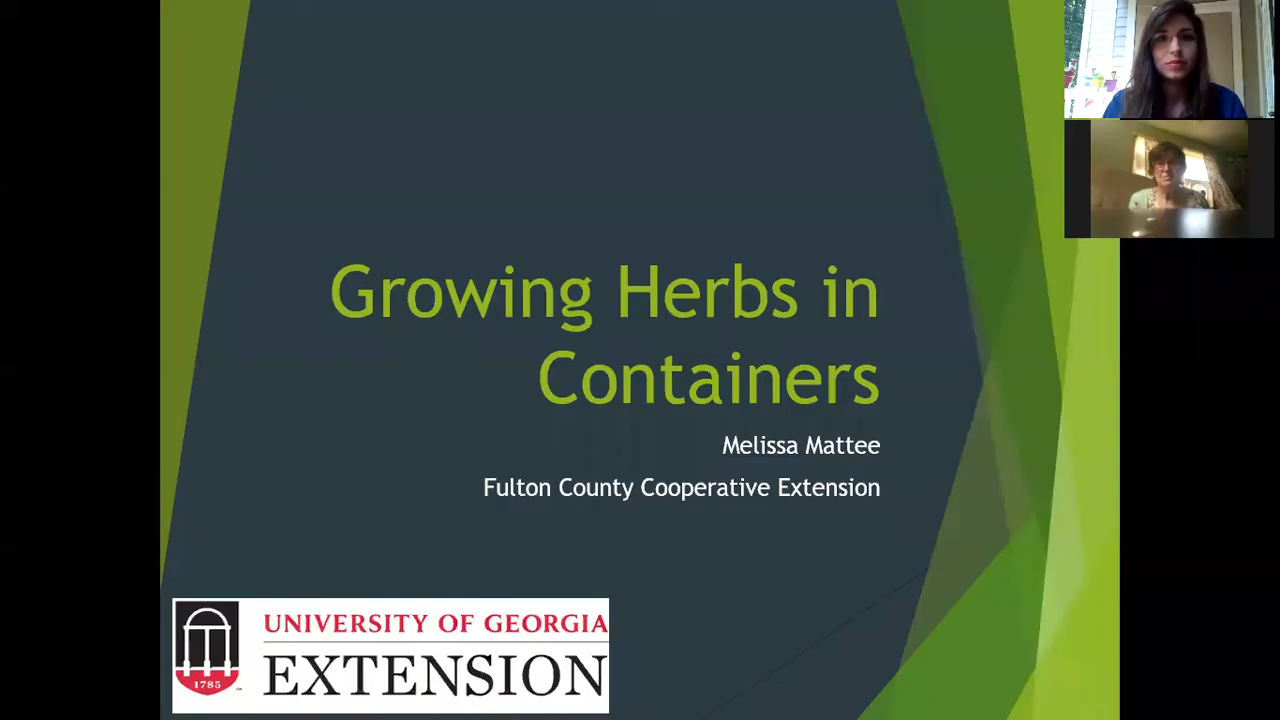 Growing Herbs in
Containers
Melissa Mattee
Fulton County Cooperative Extension
UNIVERSITY OF GEORGIA
EXTENSION
1785